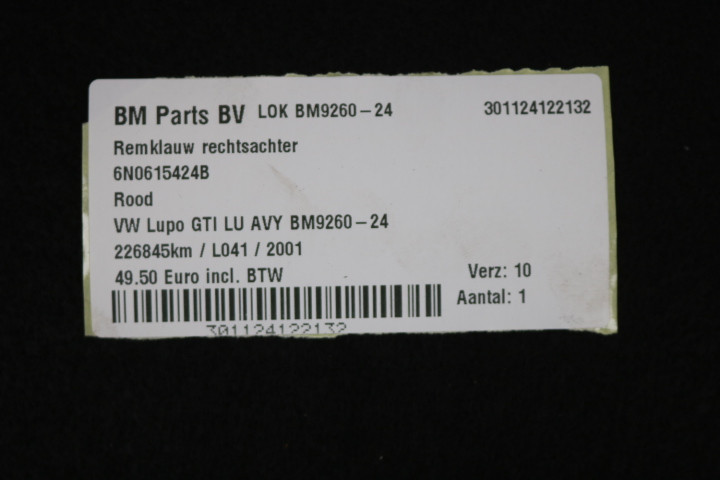 BM Parts BV LOK BM9260-24 301124122132
Remklauw rechtsachter
6N0615424B
Rood
VW Lupo GTI LU AVY BM9260-24
226845km / L041 / 2001
49.50 Euro incl. BTW Verz: 10
Aantal: 1
301124122132